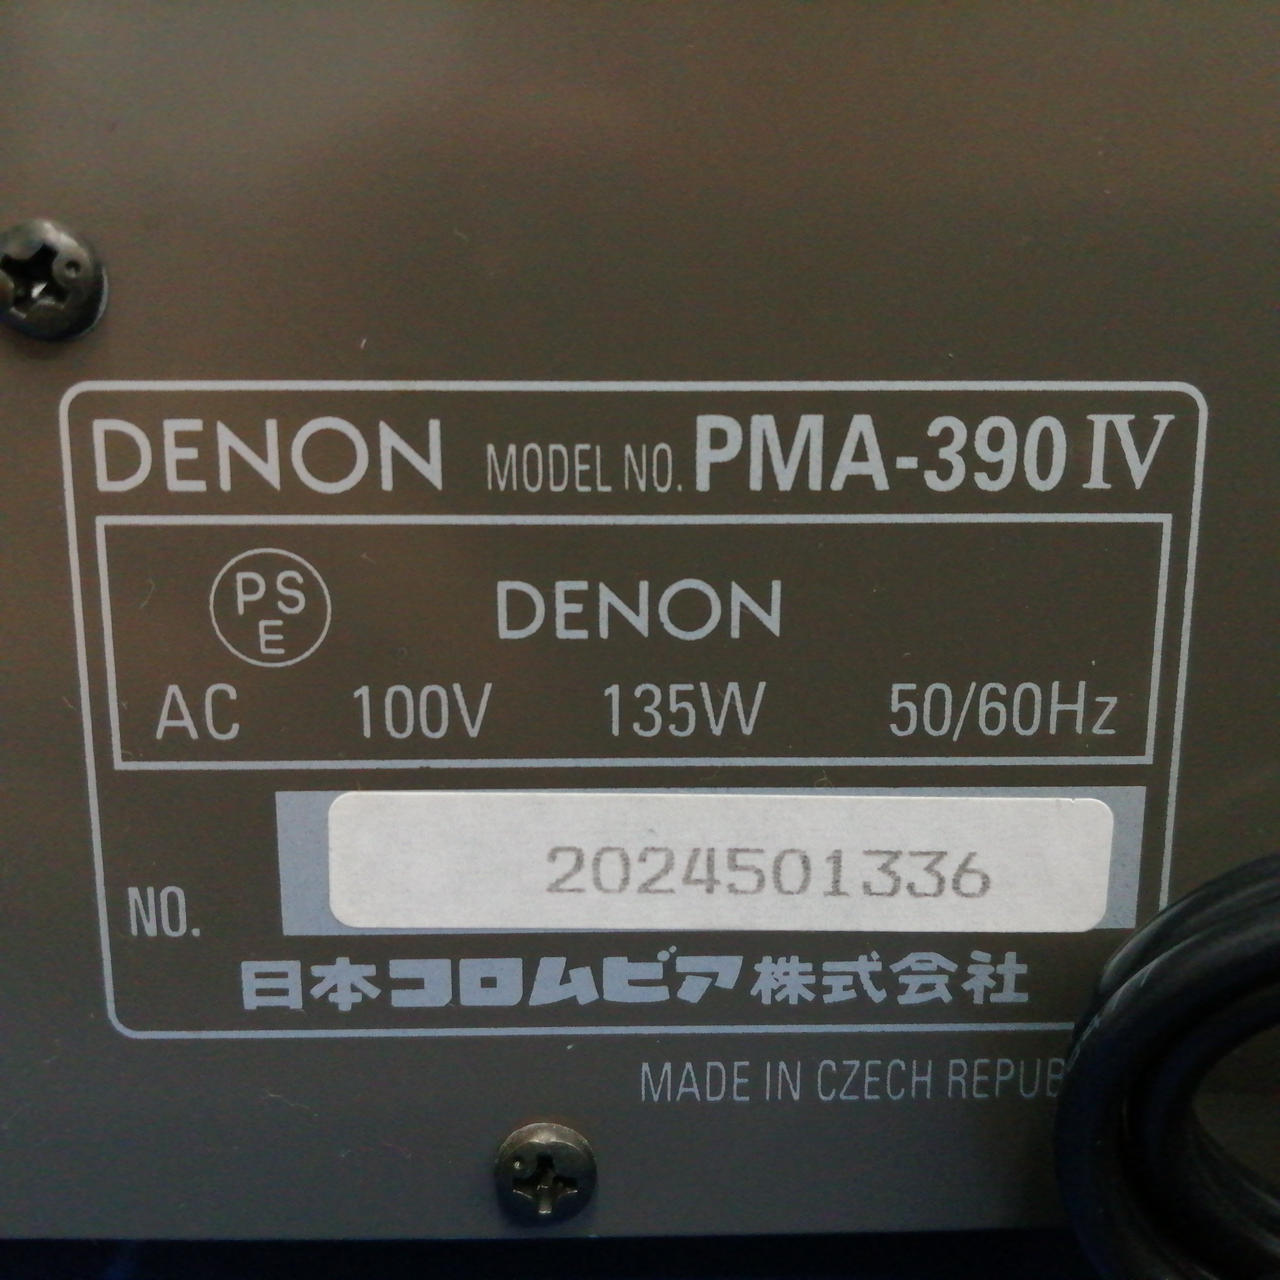 DENON MODEL NO. PMA-390 IV
PS
E
DENON
AC 100V 135W 50/60Hz
NO. 2024501336
日本コロムビア株式会社
MADE IN CZECH REPUB